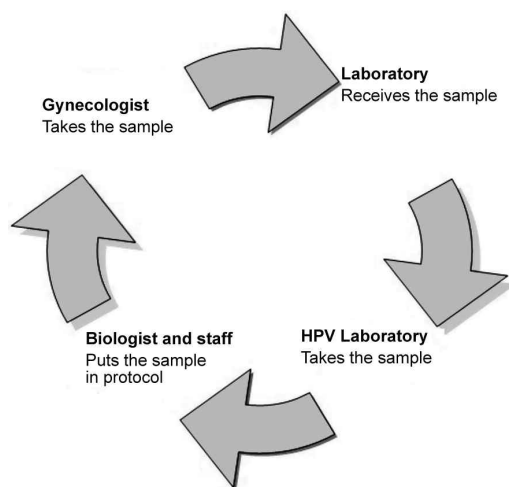 Gynecologist
Takes the sample
Laboratory
Receives the sample
HPV Laboratory
Takes the sample
Biologist and staff
Puts the sample
in protocol